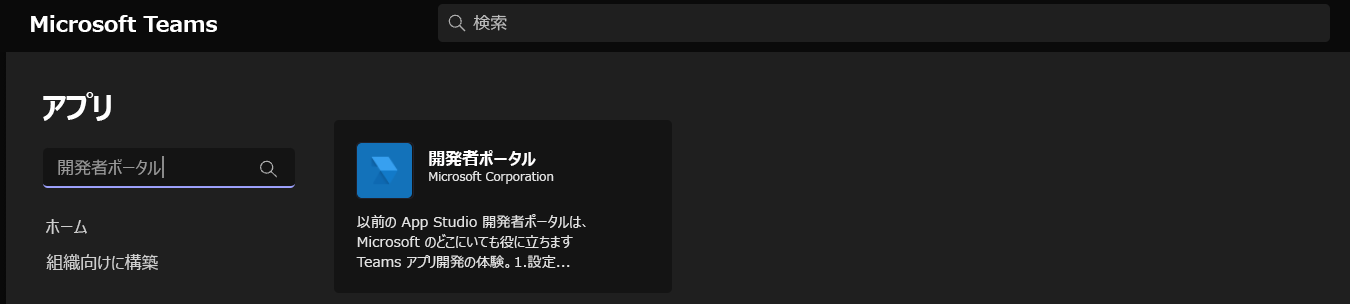 Microsoft Teams
検索
アプリ
開発者ポータル
ホーム
組織向けに構築
開発者ポータル
Microsoft Corporation
以前の App Studio 開発者ポータルは、
Microsoft のどこにいても役に立ちます
Teams アプリ開発の体験。1.設定...